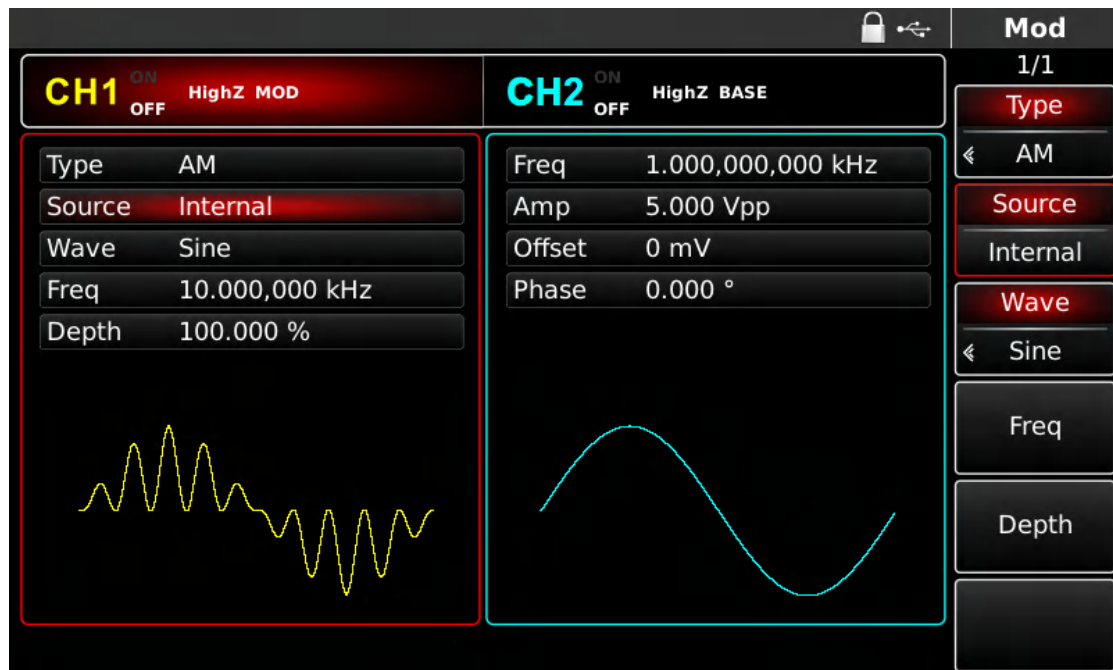 Mod
1/1
CH1 ON OFF HighZ MOD
CH2 ON OFF HighZ BASE
Type AM
Source Internal
Wave Sine
Freq 10.000,000 kHz
Depth 100.000 %
Freq 1.000,000,000 kHz
Amp 5.000 Vpp
Offset 0 mV
Phase 0.000 °
Type
AM
Source
Internal
Wave
Sine
Freq
Depth